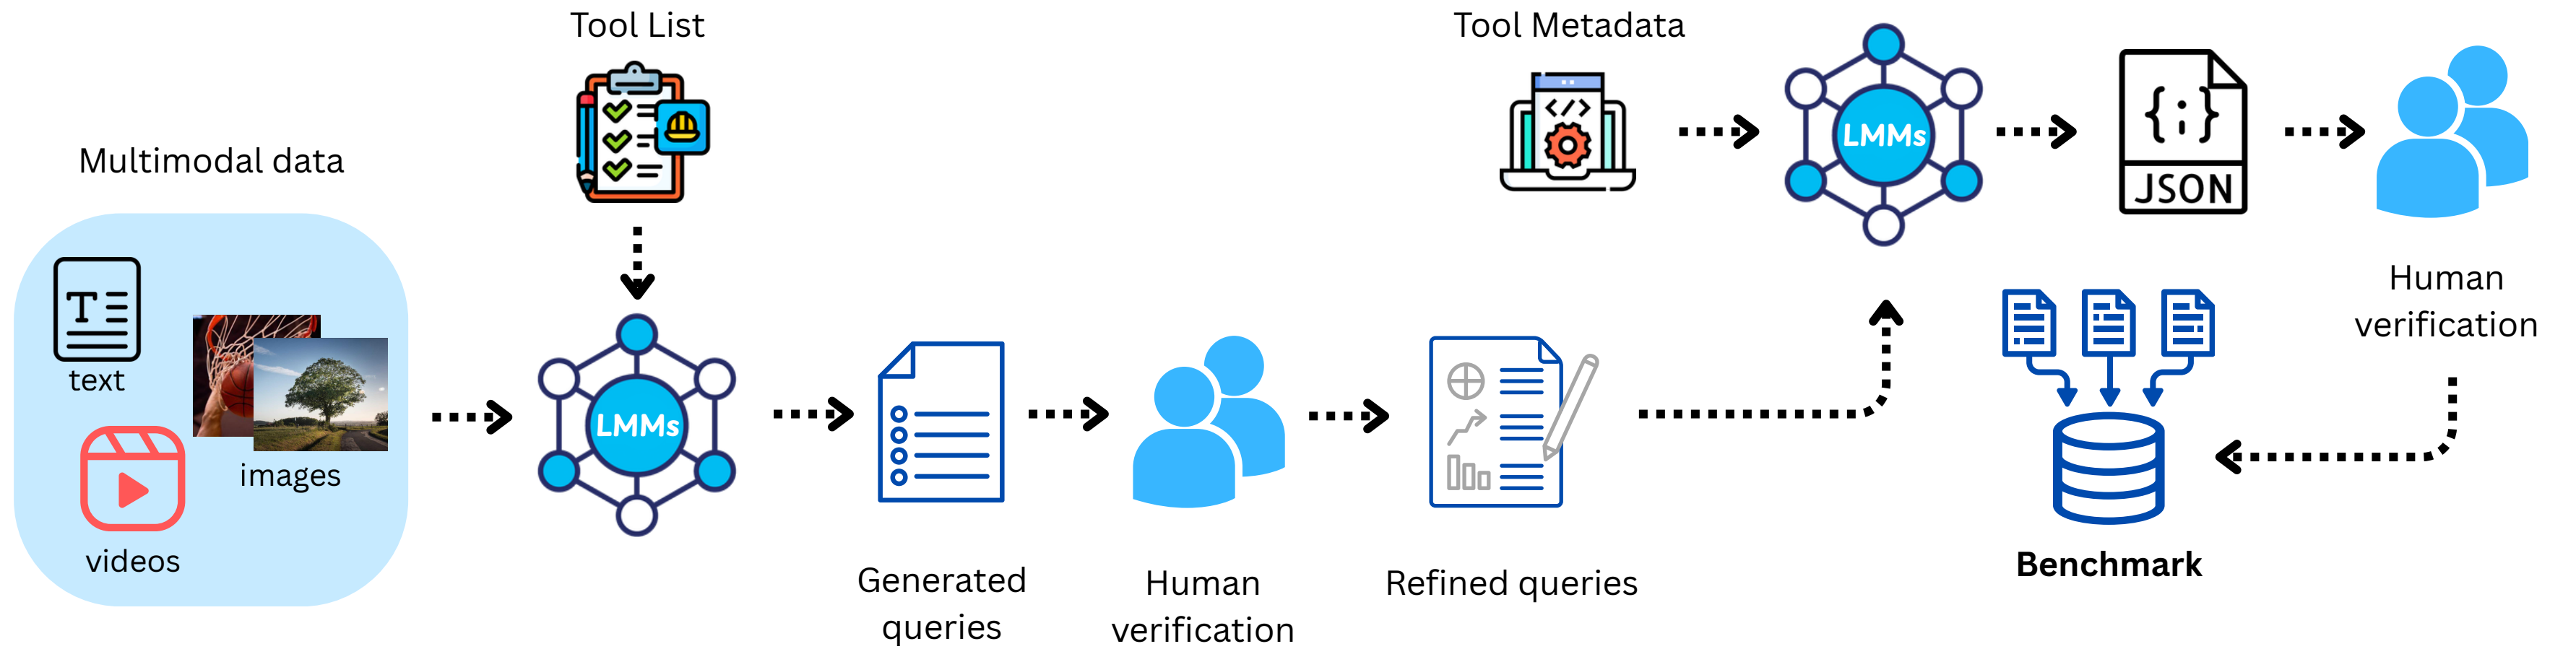 Tool List
Tool Metadata
Multimodal data
text
images
videos
LMMs
Generated
queries
Human
verification
Refined queries
LMMs
{;}
JSON
Human
verification
Benchmark